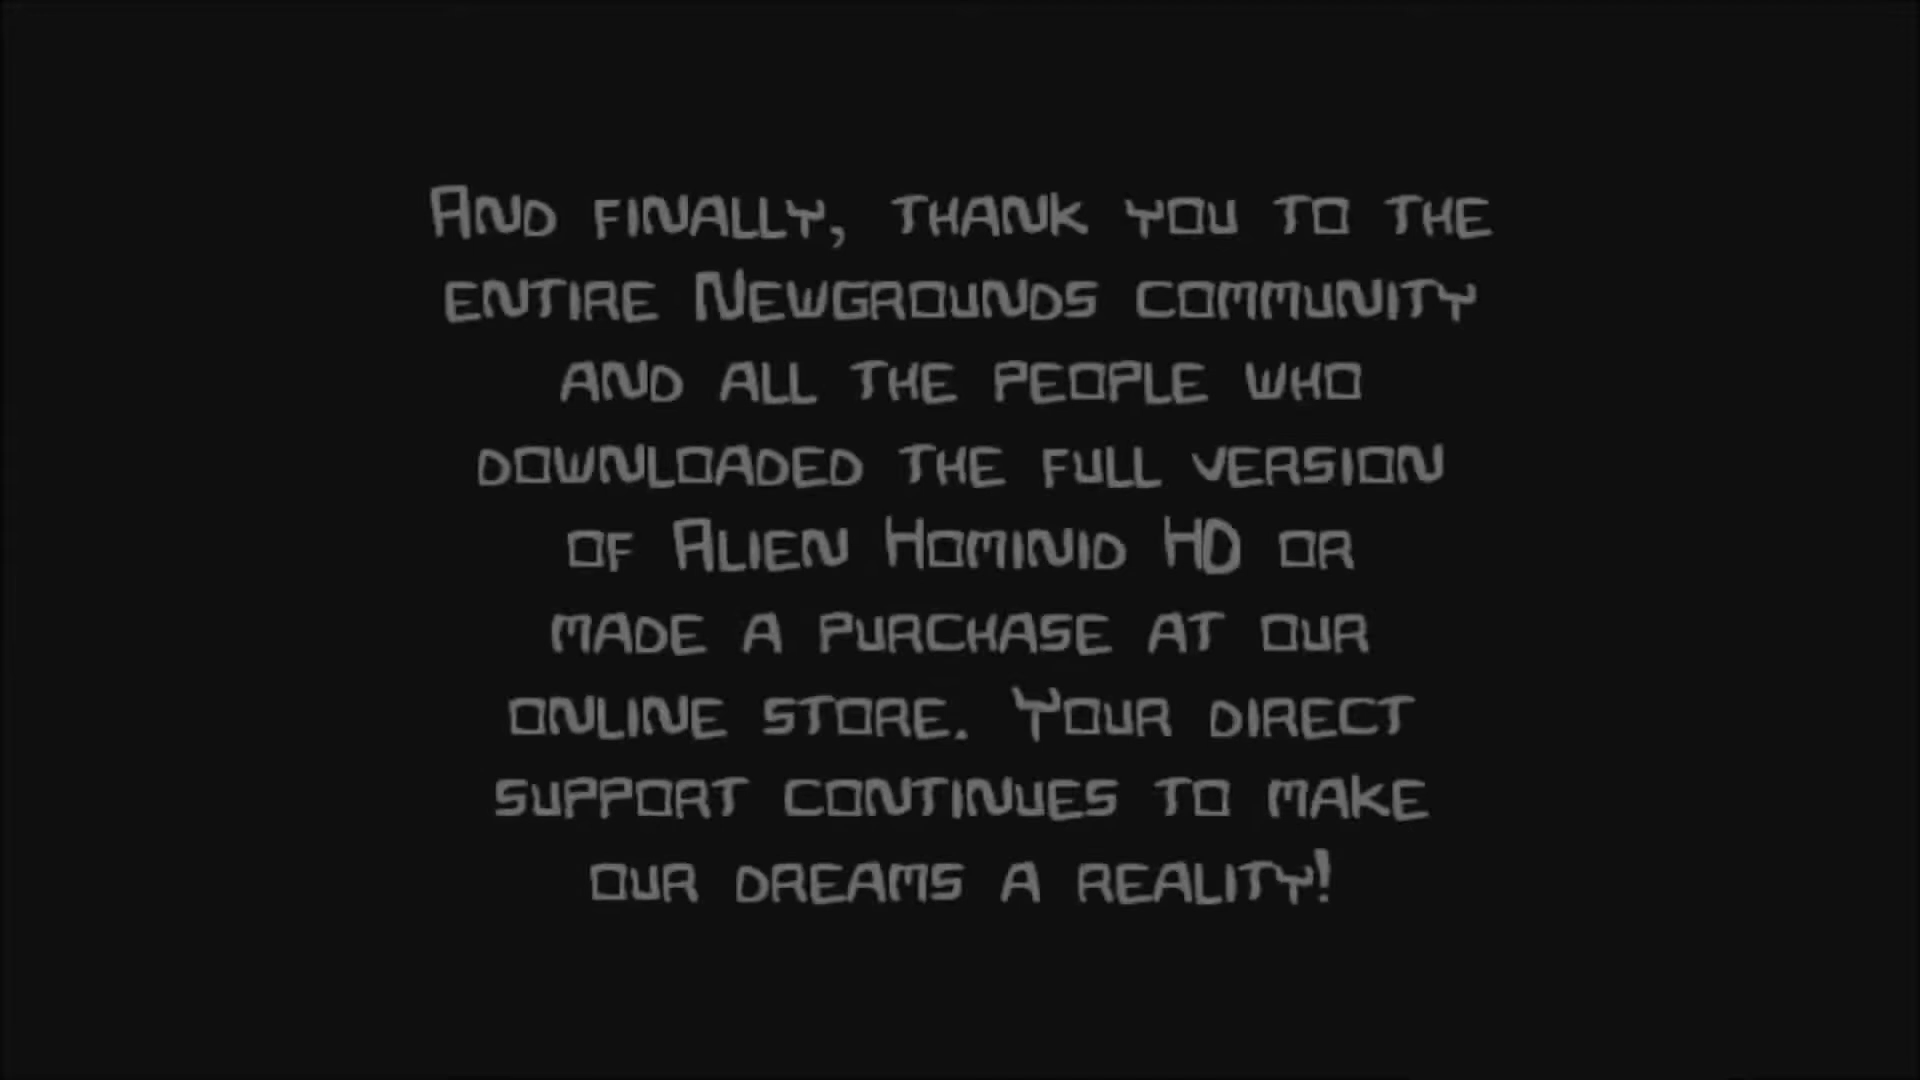 And finally, thank you to the
entire Newgrounds community
and all the people who
downloaded the full version
of Alien Hominid HD or
made a purchase at our
online store. Your direct
support continues to make
our dreams a reality!